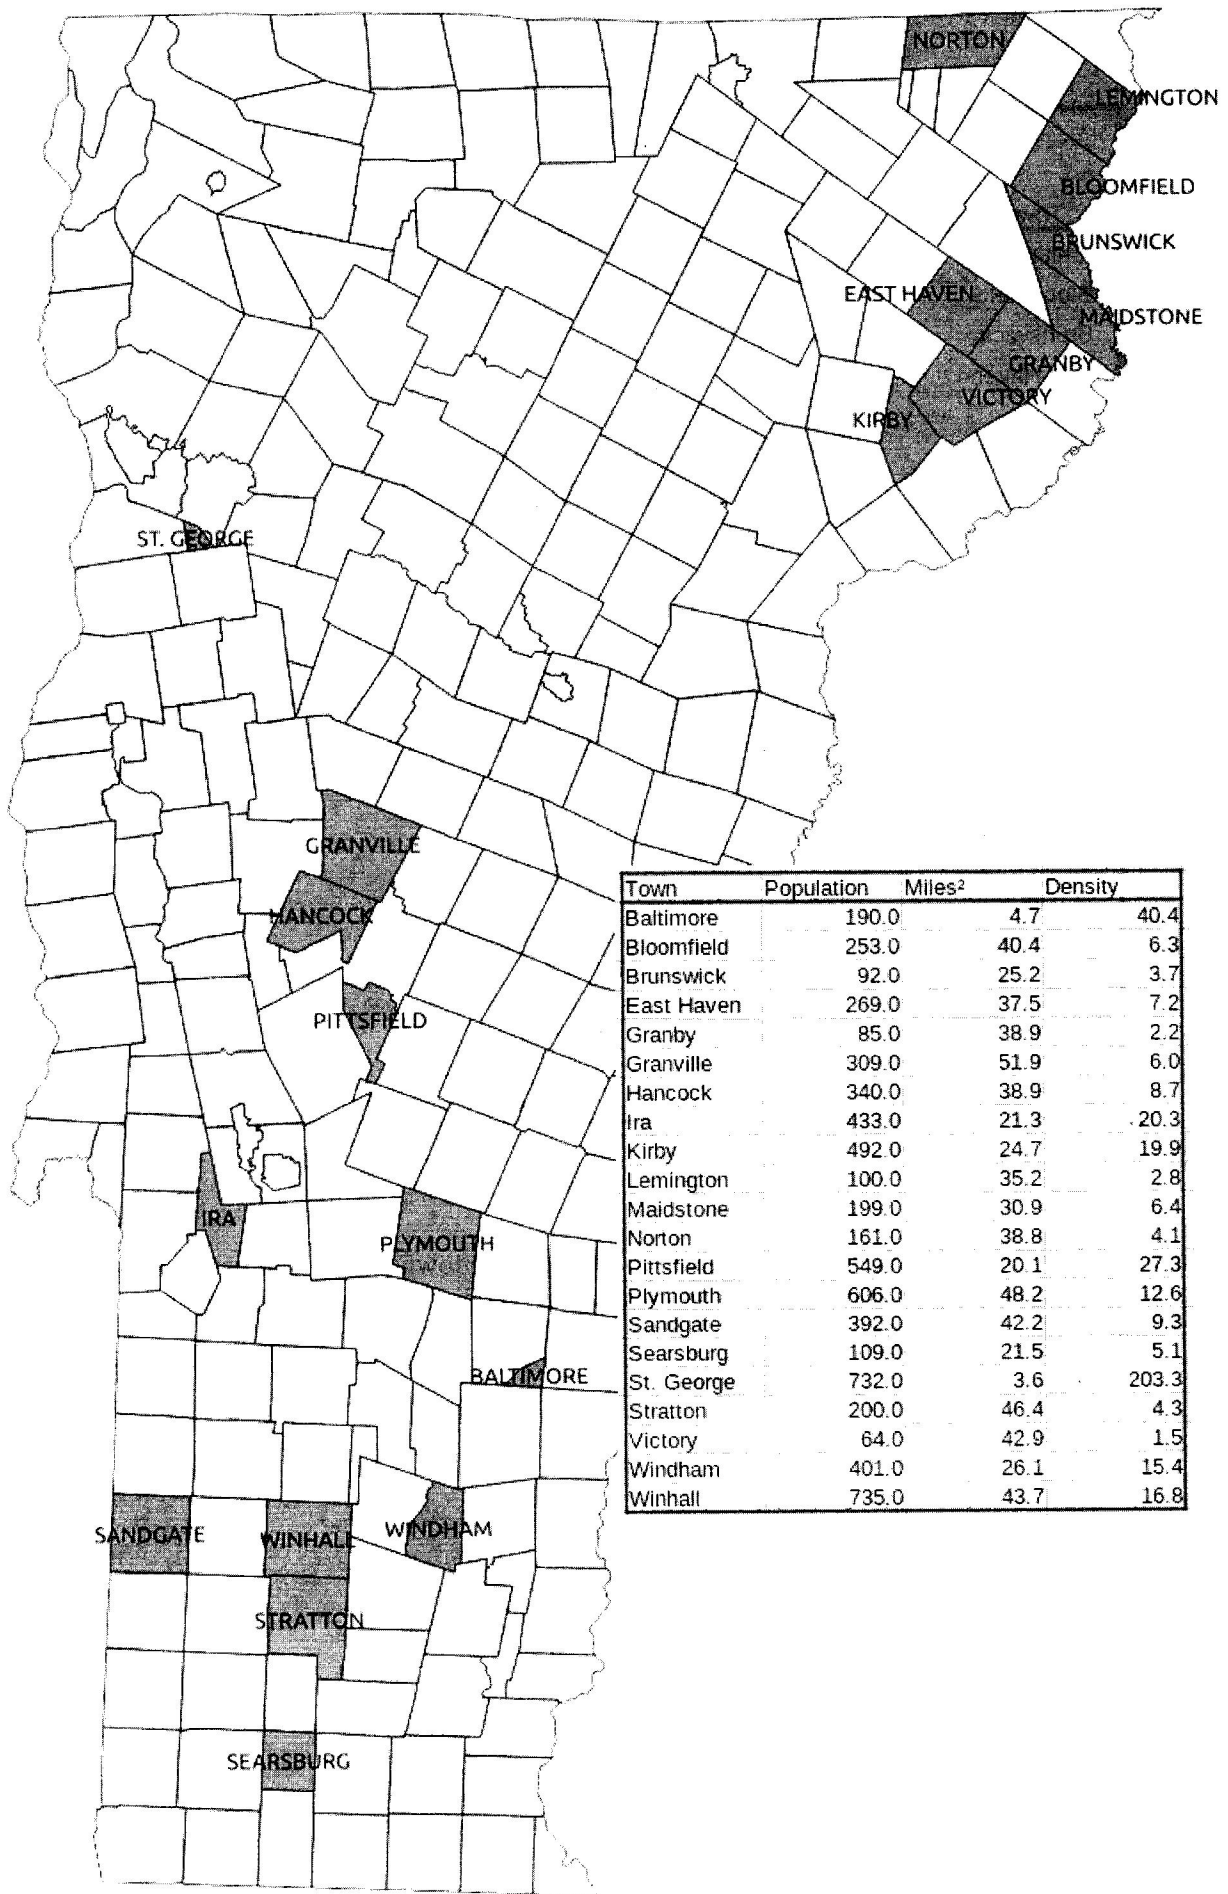 NORTON
LEMINGTON
BLOOMFIELD
BRUNSWICK
EAST HAVEN
MAIDSTONE
GRANBY
VICTORY
KIRBY
ST. GEORGE
GRANVILLE
HANCOCK
PITTSFIELD
IRA
PLYMOUTH
BALTIMORE
SANDGATE
WINHALL
WINDHAM
STRATTON
SEARSBURG
Town Population Miles² Density
Baltimore 190.0 4.7 40.4
Bloomfield 253.0 40.4 6.3
Brunswick 92.0 25.2 3.7
East Haven 269.0 37.5 7.2
Granby 85.0 38.9 2.2
Granville 309.0 51.9 6.0
Hancock 340.0 38.9 8.7
Ira 433.0 21.3 20.3
Kirby 492.0 24.7 19.9
Lemington 100.0 35.2 2.8
Maidstone 199.0 30.9 6.4
Norton 161.0 38.8 4.1
Pittsfield 549.0 20.1 27.3
Plymouth 606.0 48.2 12.6
Sandgate 392.0 42.2 9.3
Searsburg 109.0 21.5 5.1
St. George 732.0 3.6 203.3
Stratton 200.0 46.4 4.3
Victory 64.0 42.9 1.5
Windham 401.0 26.1 15.4
Winhall 735.0 43.7 16.8